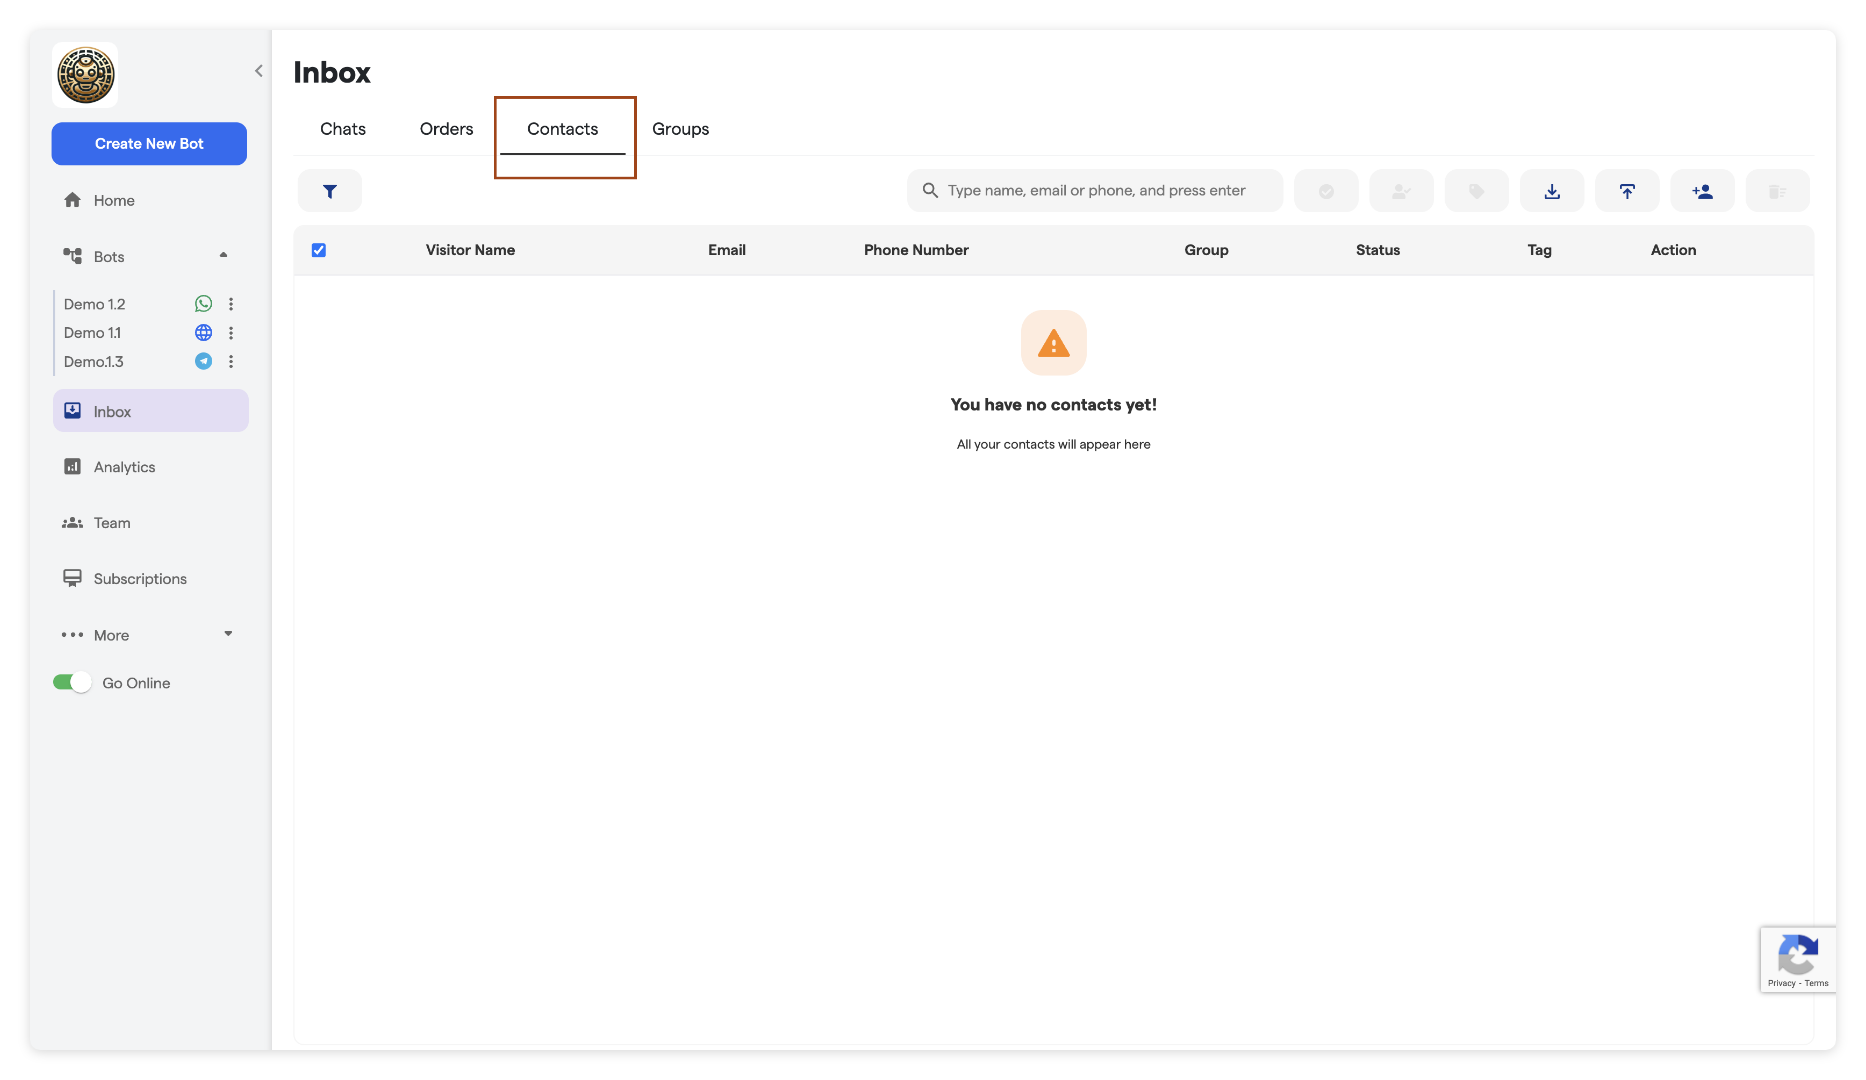 Create New Bot
Home
Bots
Demo 1.2
Demo 1.1
Demo.1.3
Inbox
Analytics
Team
Subscriptions
More
Go Online
Inbox
Chats Orders Contacts Groups
Type name, email or phone, and press enter
Visitor Name Email Phone Number Group Status Tag Action
You have no contacts yet!
All your contacts will appear here
Privacy - Terms